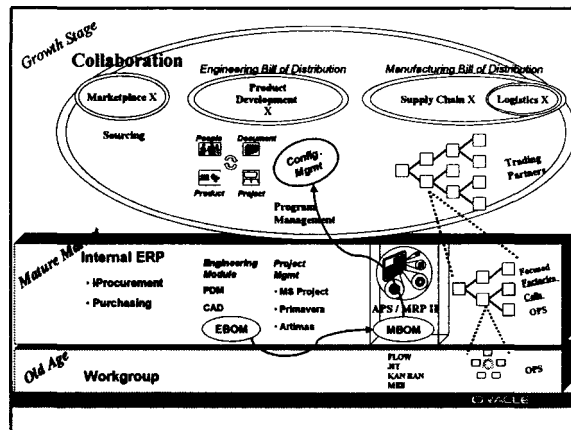 Growth Stage
Collaboration
Engineering Bill of Distribution
Manufacturing Bill of Distribution
Marketplace X
Product
Development
X
Supply Chain X
Logistics X
Sourcing
People
Document
Product
Project
Config.
Mgmt
Program
Management
Trading
Partners
Mature
Internal ERP
• IProcurement
• Purchasing
Engineering
Module
PDM
CAD
EBOM
Project
Mgmt
• MS Project
• Primavera
• Artimas
APS / MRP II
MBOM
Focused
Factories
Cells
OPS
Old Age
Workgroup
FLOW
JIT
KAN BAN
MES
OPS
ORACLE